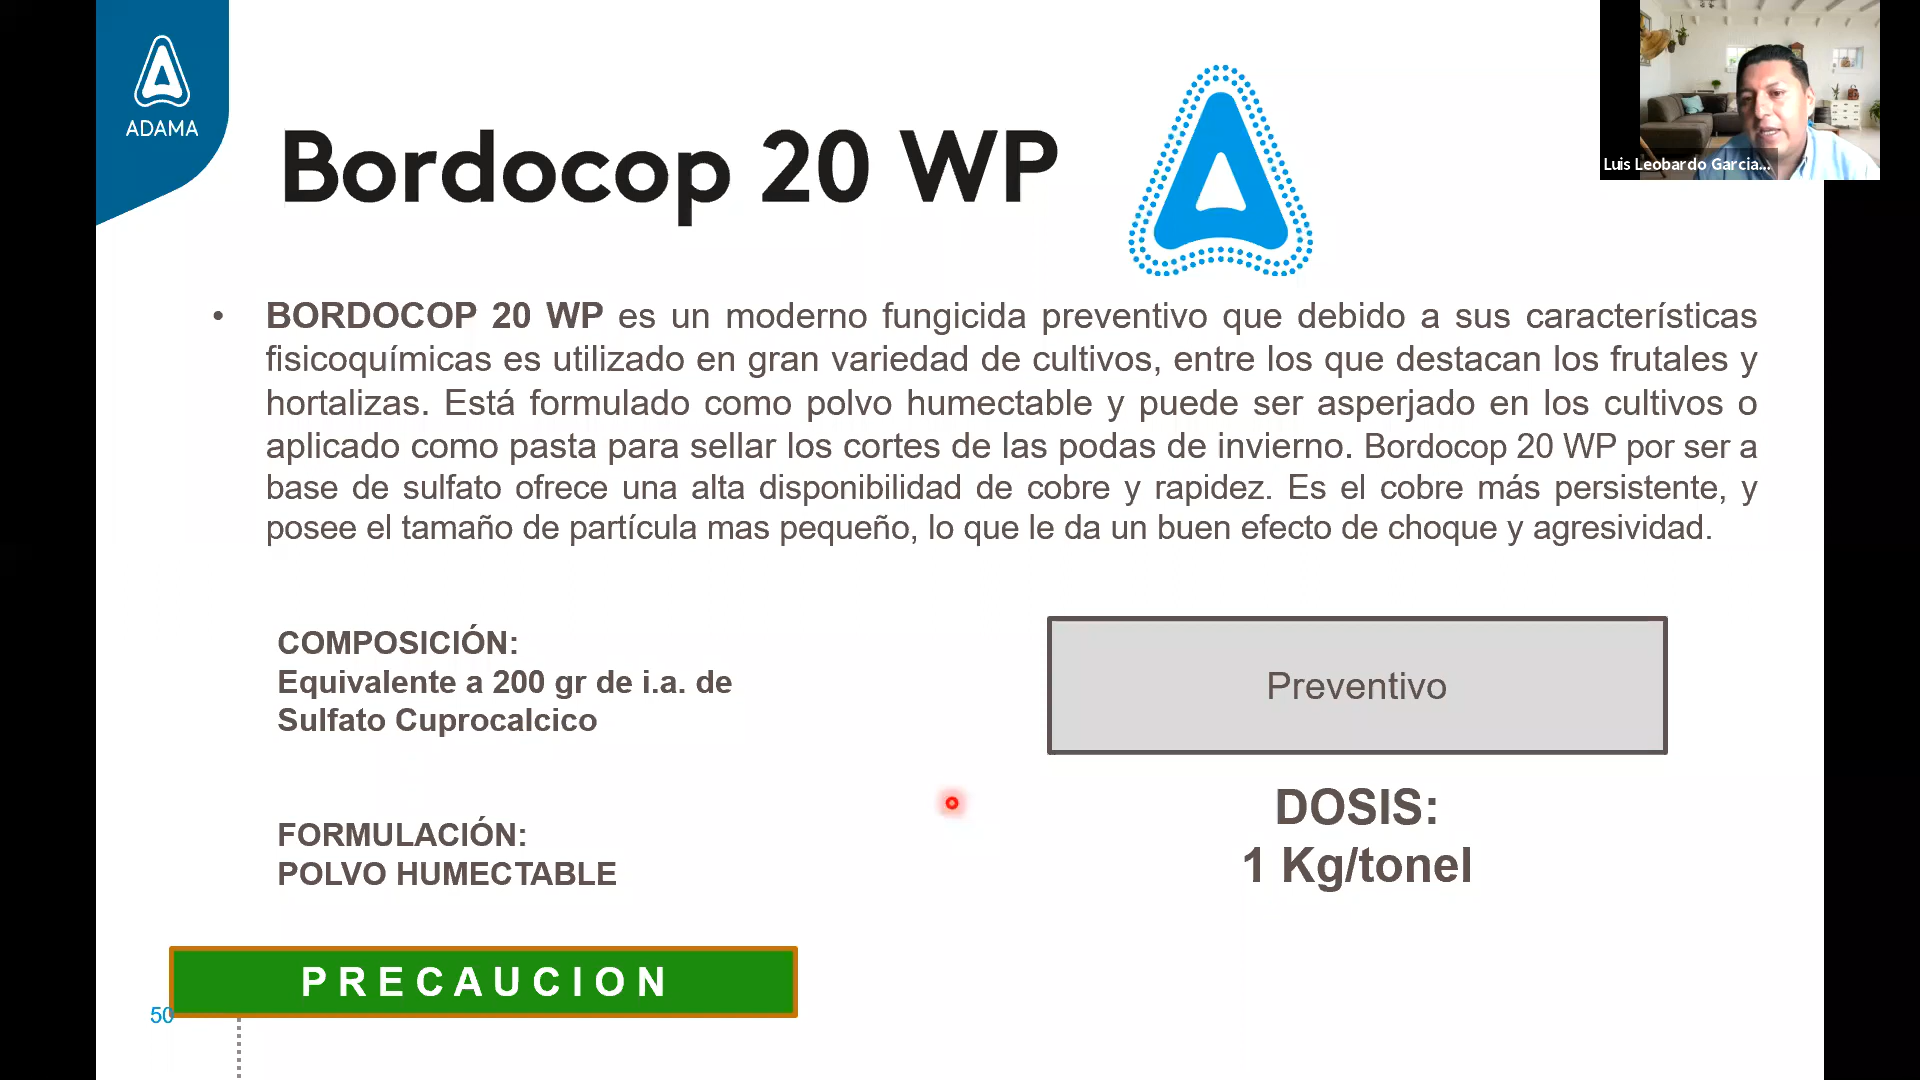 ADAMA
Bordocop 20 WP
Luis Leobardo Garcia...
• BORDOCOP 20 WP es un moderno fungicida preventivo que debido a sus características
fisicoquímicas es utilizado en gran variedad de cultivos, entre los que destacan los frutales y
hortalizas. Está formulado como polvo humectable y puede ser asperjado en los cultivos o
aplicado como pasta para sellar los cortes de las podas de invierno. Bordocop 20 WP por ser a
base de sulfato ofrece una alta disponibilidad de cobre y rapidez. Es el cobre más persistente, y
posee el tamaño de partícula mas pequeño, lo que le da un buen efecto de choque y agresividad.
COMPOSICIÓN:
Equivalente a 200 gr de i.a. de
Sulfato Cuprocalcico
Preventivo
FORMULACIÓN:
POLVO HUMECTABLE
DOSIS:
1 Kg/tonel
PRECAUCION
50